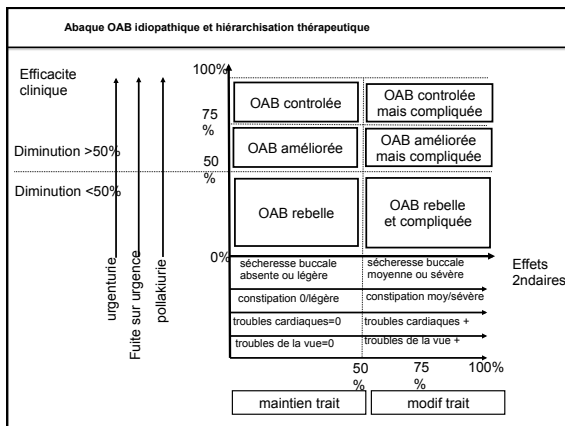 Abaque OAB idiopathique et hiérarchisation thérapeutique
Efficacite
clinique
100%
75
%
Diminution >50%
50
%
Diminution <50%
0%
urgenturie
Fuite sur urgence
pollakiurie
OAB controlée
OAB controlée
mais compliquée
OAB améliorée
OAB améliorée
mais compliquée
OAB rebelle
OAB rebelle
et compliquée
Effets
2ndaires
sécheresse buccale
absente ou légère
sécheresse buccale
moyenne ou sévère
constipation 0/légère
constipation moy/sévère
troubles cardiaques=0
troubles cardiaques +
troubles de la vue=0
troubles de la vue +
50
%
75
%
100%
maintien trait
modif trait